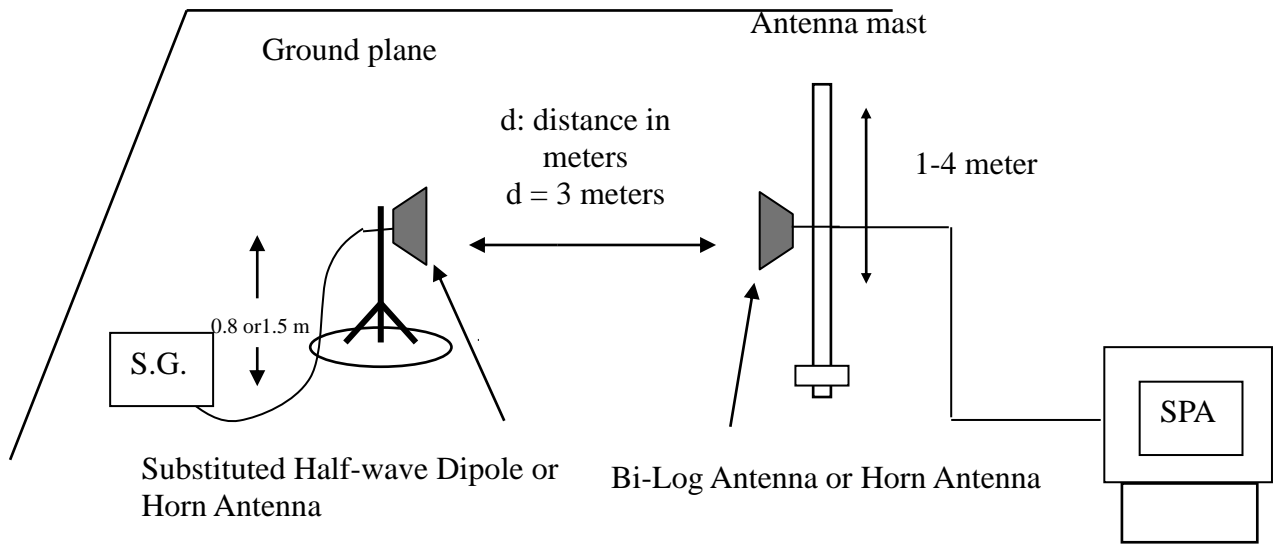 Ground plane
Antenna mast
d: distance in
meters
d = 3 meters
1-4 meter
0.8 or1.5 m
S.G.
SPA
Substituted Half-wave Dipole or
Horn Antenna
Bi-Log Antenna or Horn Antenna